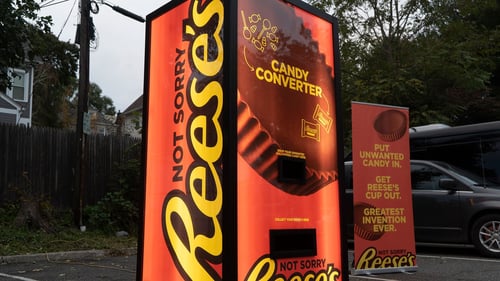 NOT SORRY
Reese's
CANDY
CONVERTER
NOT SORRY
Reese's
PUT
UNWANTED
CANDY IN.
GET
REESE'S
CUP OUT.
GREATEST
INVENTION
EVER.
NOT SORRY
Reese's